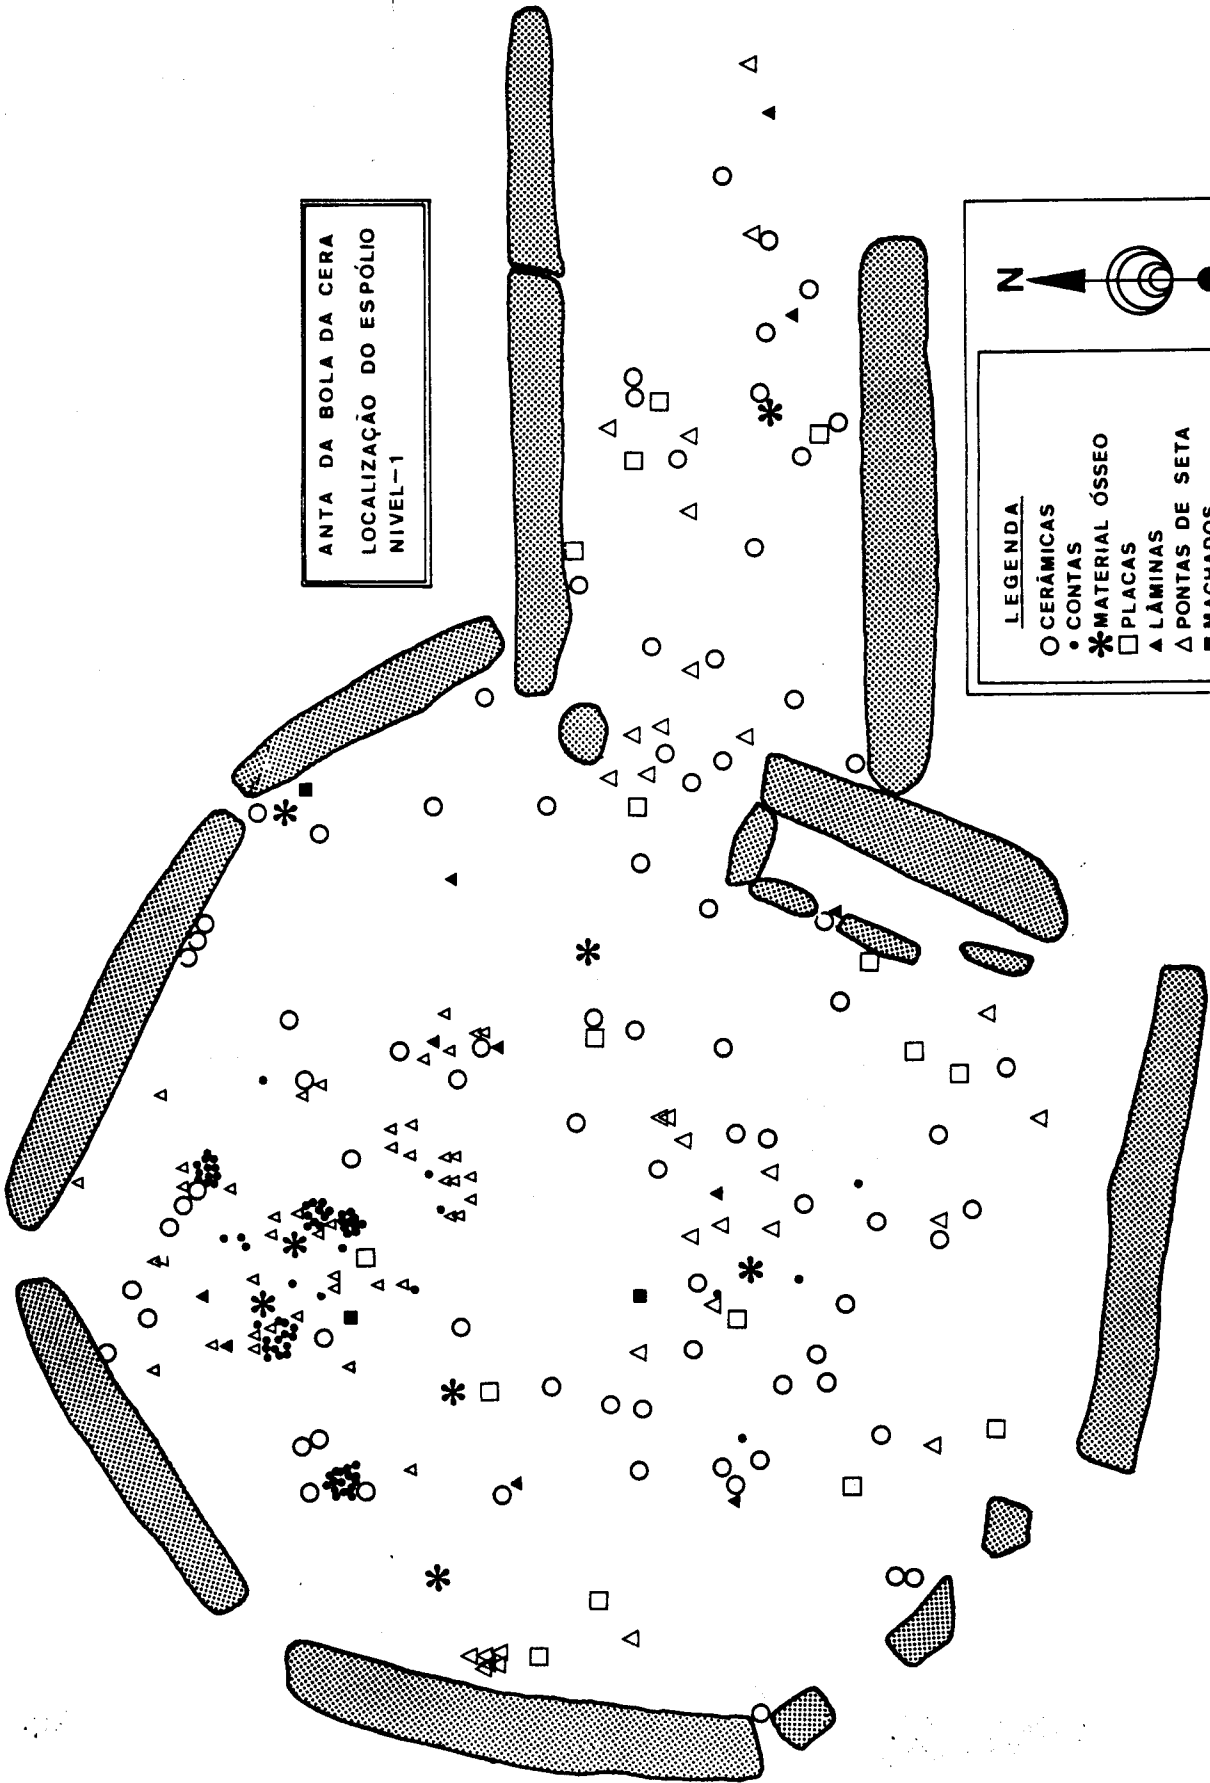 ANTA DA BOLA DA CERA
LOCALIZAÇÃO DO ESPÓLIO
NIVEL-1
N
LEGENDA
CERÂMICAS
CONTAS
MATERIAL ÓSSEO
PLACAS
LÂMINAS
PONTAS DE SETA
MACHADOS